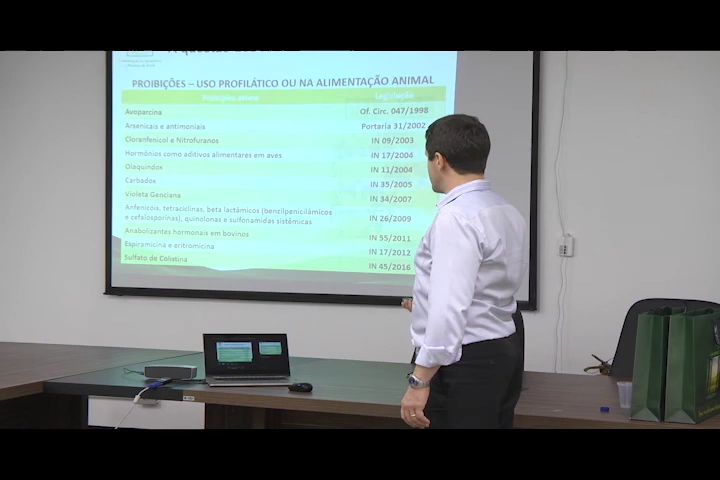 PROIBIÇÕES – USO PROFILÁTICO OU NA ALIMENTAÇÃO ANIMAL
Princípio ativo Legislação
Avoparcina Of. Circ. 047/1998
Arsenicais e antimoniais Portaria 31/2002
Cloranfenicol e Nitrofuranos IN 09/2003
Hormônios como aditivos alimentares em aves IN 17/2004
Olaquindox IN 11/2004
Carbadox IN 35/2005
Violeta Genciana IN 34/2007
Anfenicois, tetraciclinas, beta lactâmicos (benzilpenicilâmicos
e cefalosporinas), quinolonas e sulfonamidas sistêmicas IN 26/2009
Anabolizantes hormonais em bovinos IN 55/2011
Espiramicina e eritromicina IN 17/2012
Sulfato de Colistina IN 45/2016